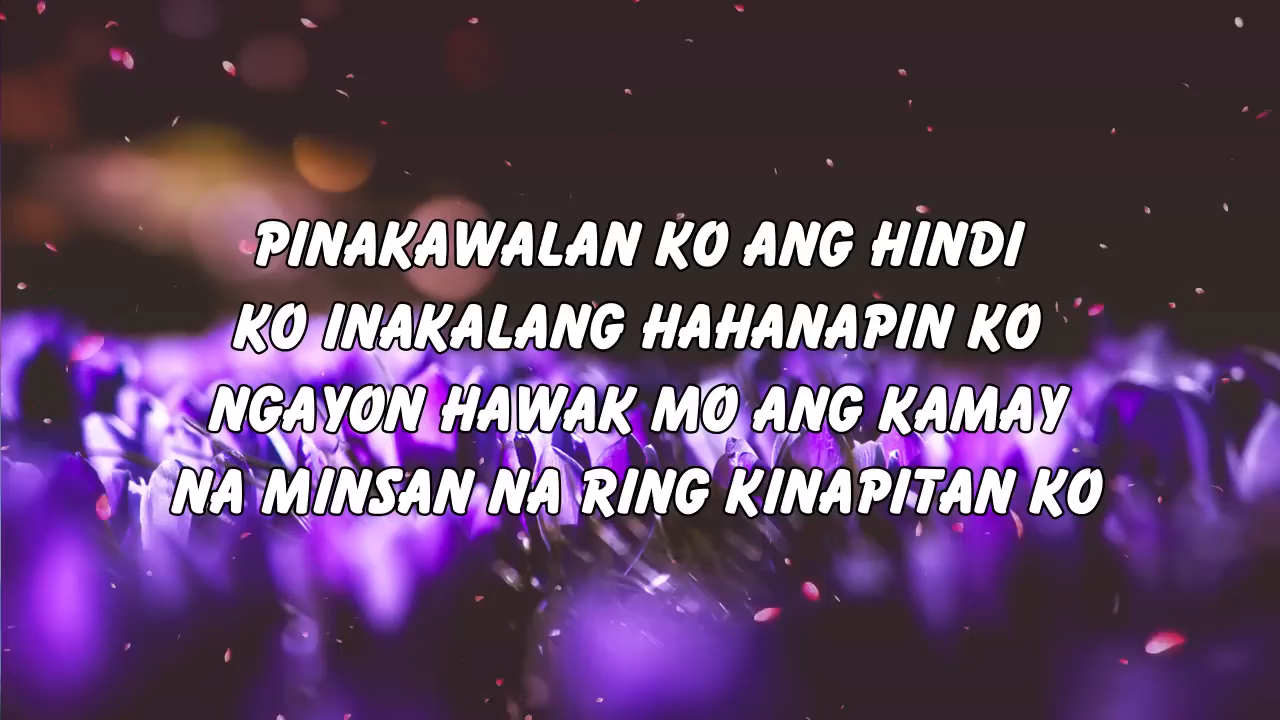 PINAKAWALAN KO ANG HINDI
KO INAKALANG HAHANAPIN KO
NGAYON HAWAK MO ANG KAMAY
NA MINSAN NA RING KINAPITAN KO